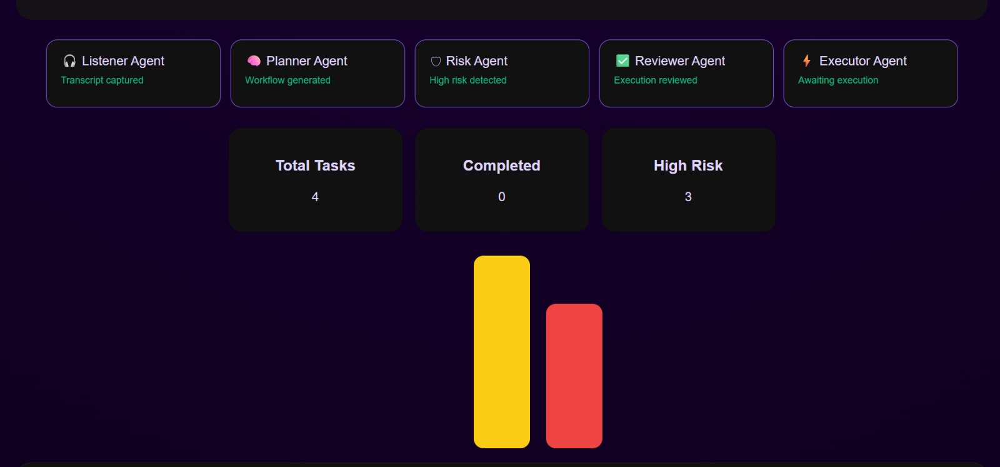 Listener Agent
Transcript captured
Planner Agent
Workflow generated
Risk Agent
High risk detected
Reviewer Agent
Execution reviewed
Executor Agent
Awaiting execution
Total Tasks
4
Completed
0
High Risk
3